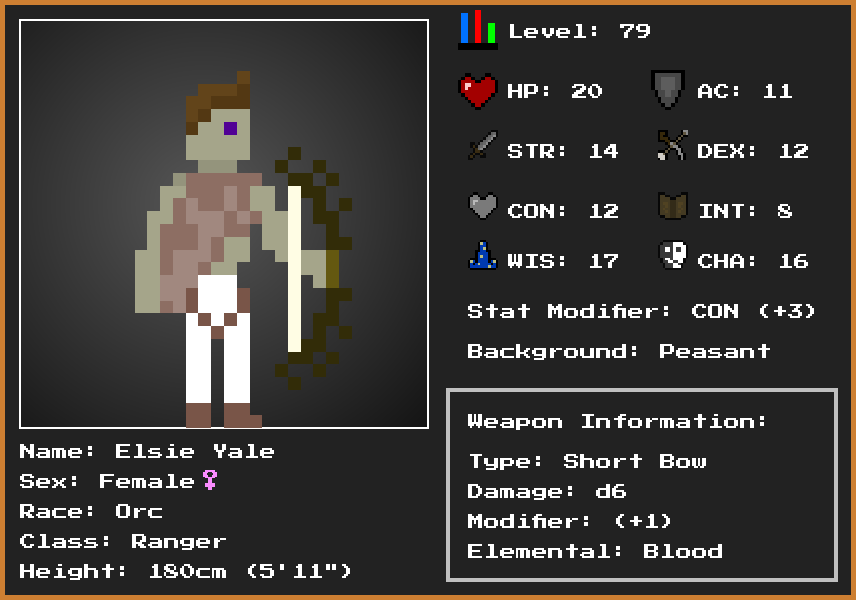 Level: 79
HP: 20 AC: 11
STR: 14 DEX: 12
CON: 12 INT: 8
WIS: 17 CHA: 16
Stat Modifier: CON (+3)
Background: Peasant
Weapon Information:
Type: Short Bow
Damage: d6
Modifier: (+1)
Elemental: Blood
Name: Elsie Yale
Sex: Female♀
Race: Orc
Class: Ranger
Height: 180cm (5'11")